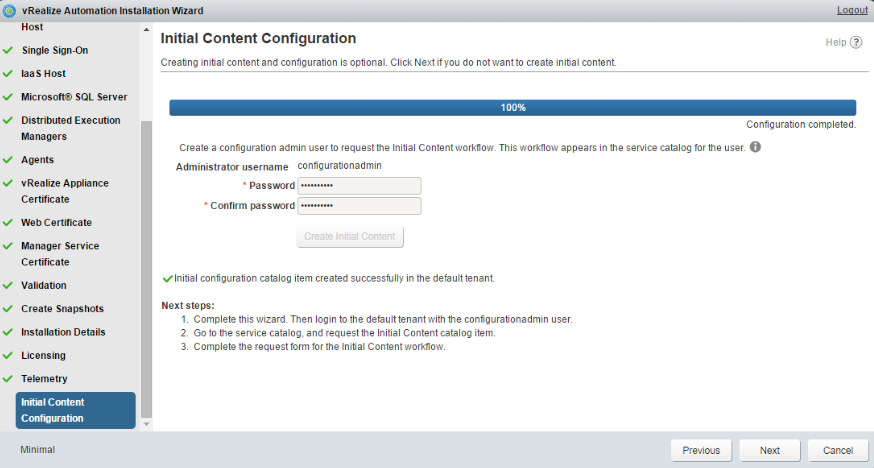 vRealize Automation Installation Wizard
Logout
Host
Single Sign-On
IaaS Host
Microsoft® SQL Server
Distributed Execution
Managers
Agents
vRealize Appliance
Certificate
Web Certificate
Manager Service
Certificate
Validation
Create Snapshots
Installation Details
Licensing
Telemetry
Initial Content
Configuration
Initial Content Configuration
Help ?
Creating initial content and configuration is optional. Click Next if you do not want to create initial content.
100%
Configuration completed.
Create a configuration admin user to request the Initial Content workflow. This workflow appears in the service catalog for the user. i
Administrator username configurationadmin
* Password ••••••••••
* Confirm password ••••••••••
Create Initial Content
Initial configuration catalog item created successfully in the default tenant.
Next steps:
1. Complete this wizard. Then login to the default tenant with the configurationadmin user.
2. Go to the service catalog, and request the Initial Content catalog item.
3. Complete the request form for the Initial Content workflow.
Minimal
Previous
Next
Cancel